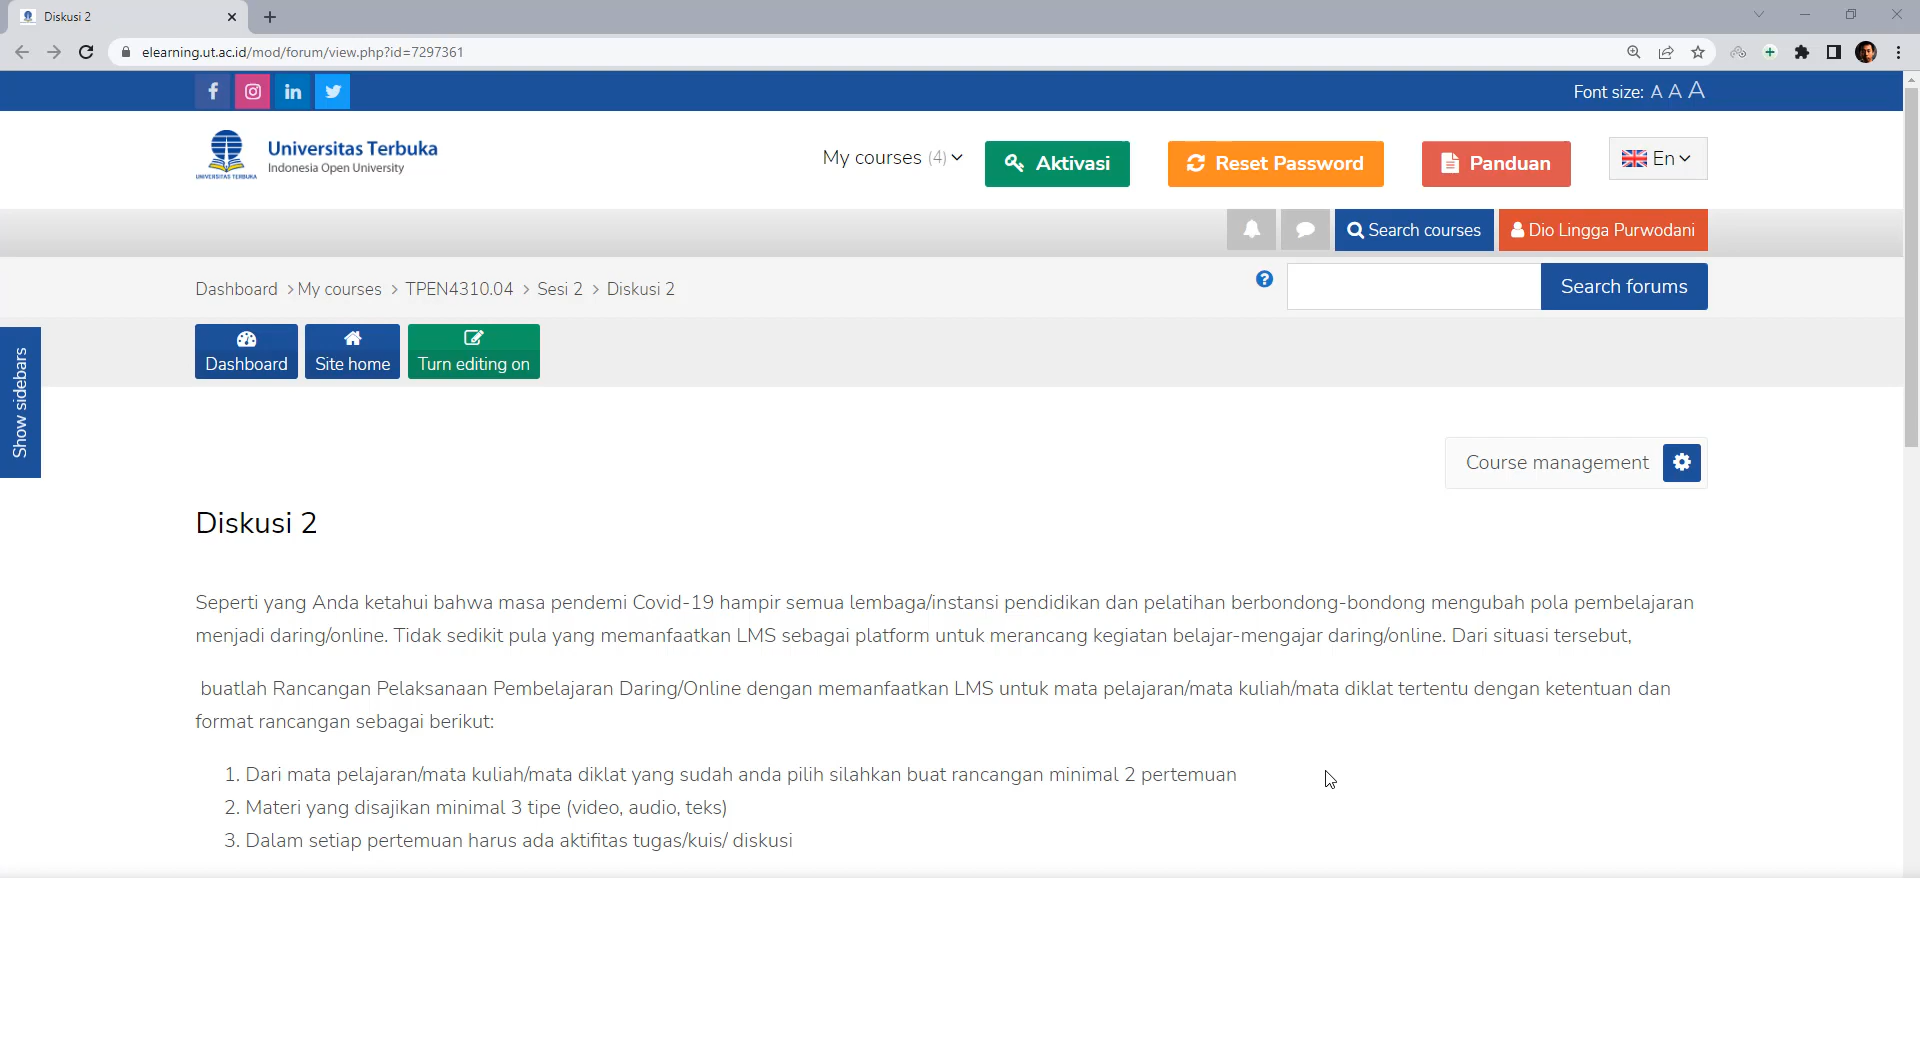 Diskusi 2
elearning.ut.ac.id/mod/forum/view.php?id=7297361
Font size: A A A
UNIVERSITAS TERBUKA
Universitas Terbuka
Indonesia Open University
My courses (4)
Aktivasi
Reset Password
Panduan
En
Search courses
Dio Lingga Purwodani
Dashboard > My courses > TPEN4310.04 > Sesi 2 > Diskusi 2
Search forums
Show sidebars
Dashboard
Site home
Turn editing on
Course management
Diskusi 2
Seperti yang Anda ketahui bahwa masa pendemi Covid-19 hampir semua lembaga/instansi pendidikan dan pelatihan berbondong-bondong mengubah pola pembelajaran
menjadi daring/online. Tidak sedikit pula yang memanfaatkan LMS sebagai platform untuk merancang kegiatan belajar-mengajar daring/online. Dari situasi tersebut,
buatlah Rancangan Pelaksanaan Pembelajaran Daring/Online dengan memanfaatkan LMS untuk mata pelajaran/mata kuliah/mata diklat tertentu dengan ketentuan dan
format rancangan sebagai berikut:
1. Dari mata pelajaran/mata kuliah/mata diklat yang sudah anda pilih silahkan buat rancangan minimal 2 pertemuan
2. Materi yang disajikan minimal 3 tipe (video, audio, teks)
3. Dalam setiap pertemuan harus ada aktifitas tugas/kuis/ diskusi